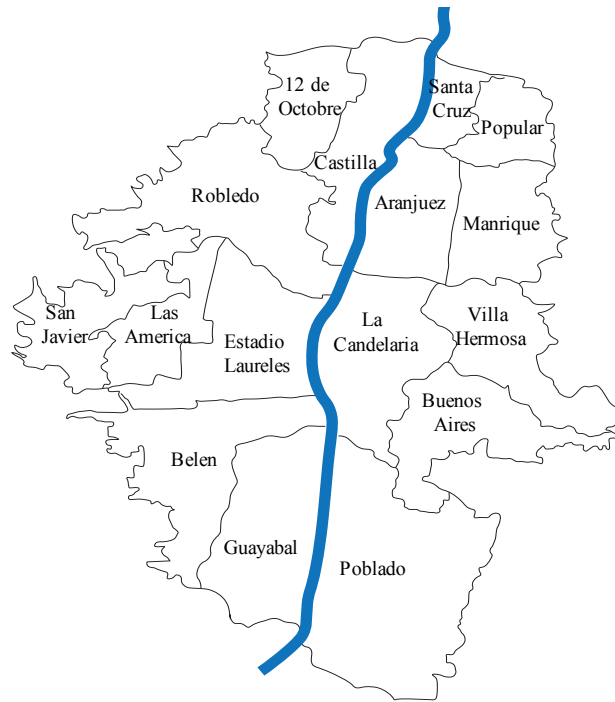 12 de
Octobre
Santa
Cruz
Popular
Castilla
Robledo
Aranjuez
Manrique
San
Javier
Las
America
Estadio
Laureles
La
Candelaria
Villa
Hermosa
Buenos
Aires
Belen
Guayabal
Poblado